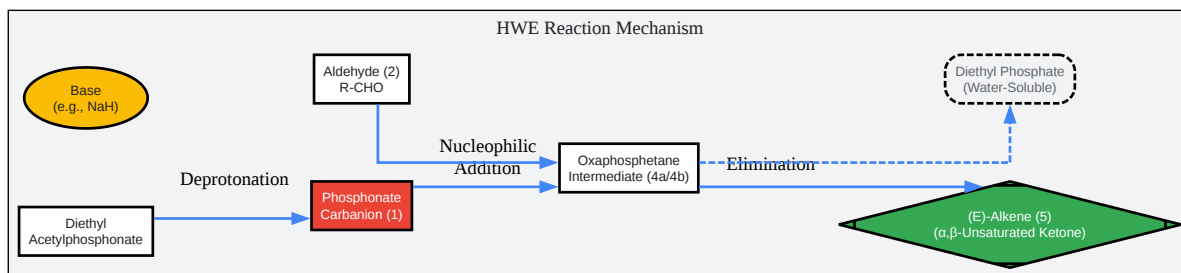 HWE Reaction Mechanism
Base
(e.g., NaH)
Aldehyde (2)
R-CHO
Diethyl Phosphate
(Water-Soluble)
Nucleophilic
Addition
Oxaphosphetane
Intermediate (4a/4b)
Elimination
Deprotonation
Phosphonate
Carbanion (1)
Diethyl
Acetylphosphonate
(E)-Alkene (5)
(α,β-Unsaturated Ketone)